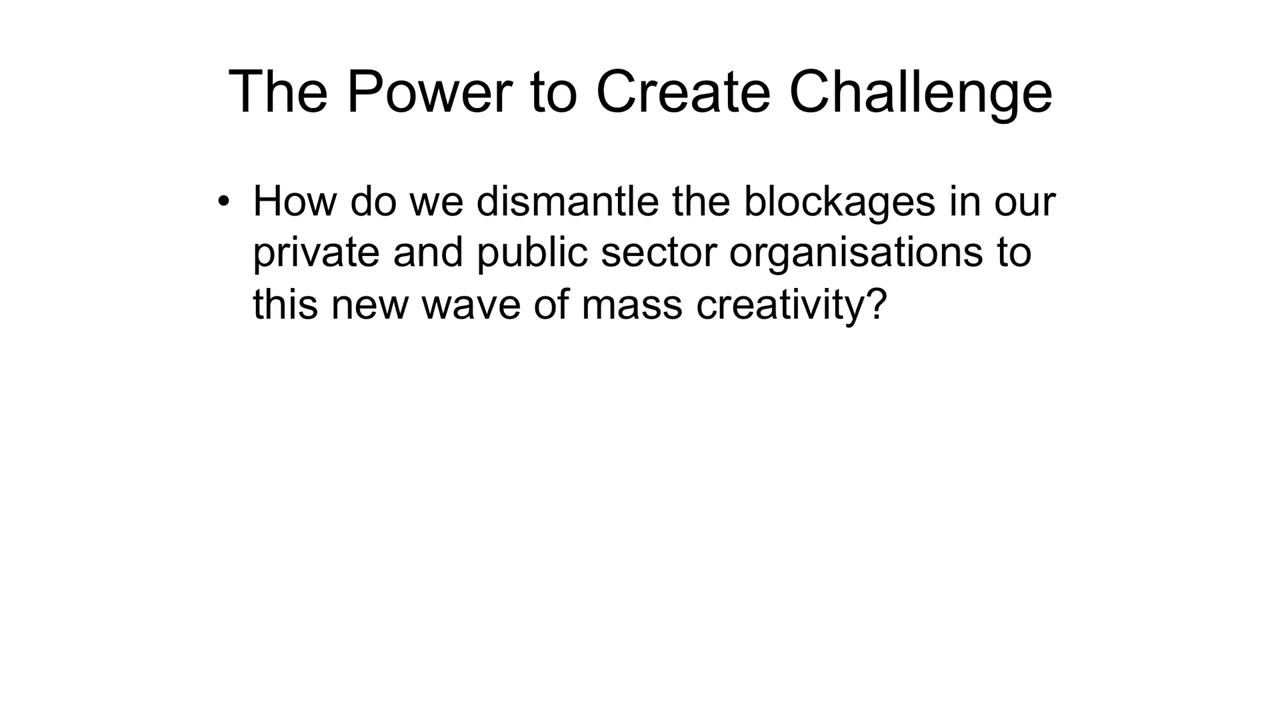 The Power to Create Challenge
• How do we dismantle the blockages in our
private and public sector organisations to
this new wave of mass creativity?